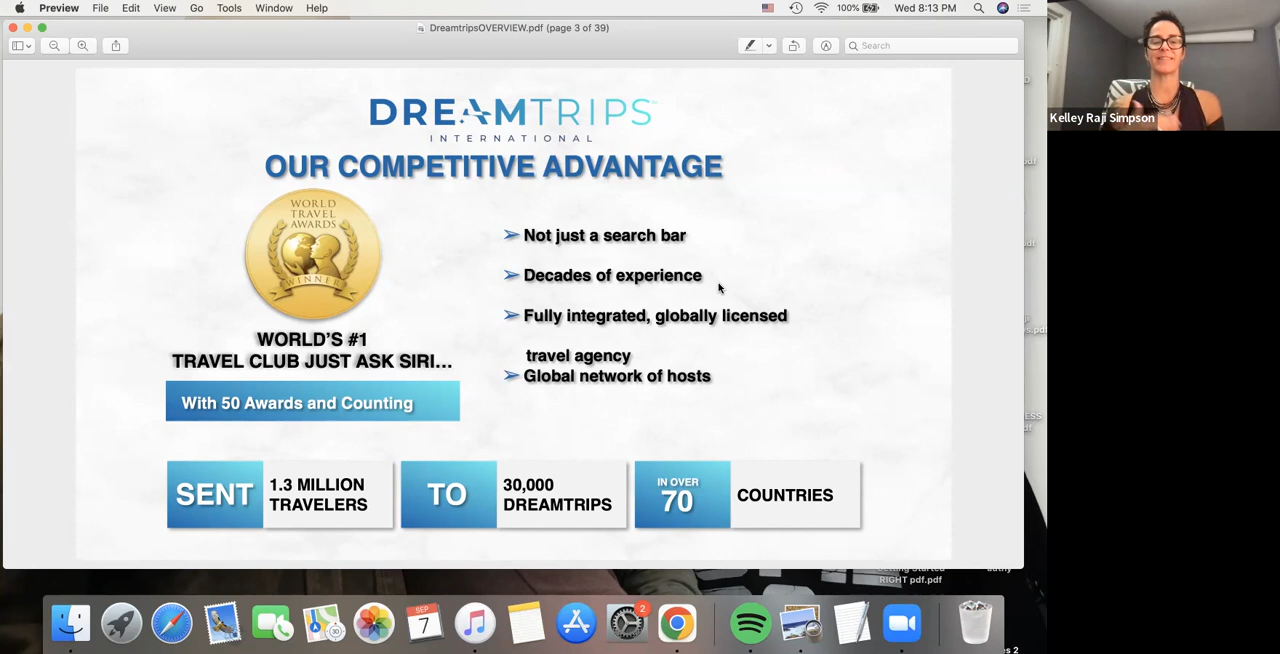 Preview File Edit View Go Tools Window Help
100% Wed 8:13 PM
DreamtripsOVERVIEW.pdf (page 3 of 39)
Search
Kelley Raji Simpson
DREAMTRIPS
INTERNATIONAL
OUR COMPETITIVE ADVANTAGE
WORLD
TRAVEL
AWARDS
WINNER
WORLD'S #1
TRAVEL CLUB JUST ASK SIRI...
With 50 Awards and Counting
➢ Not just a search bar
➢ Decades of experience
➢ Fully integrated, globally licensed
travel agency
➢ Global network of hosts
SENT
1.3 MILLION
TRAVELERS
TO
30,000
DREAMTRIPS
IN OVER
70
COUNTRIES
RIGHT pdf.pdf
SEP
7
2